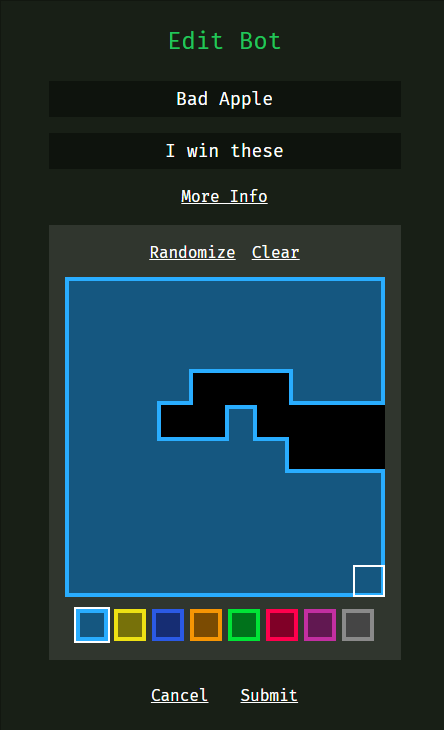 Edit Bot
Bad Apple
I win these
More Info
Randomize Clear
Cancel Submit